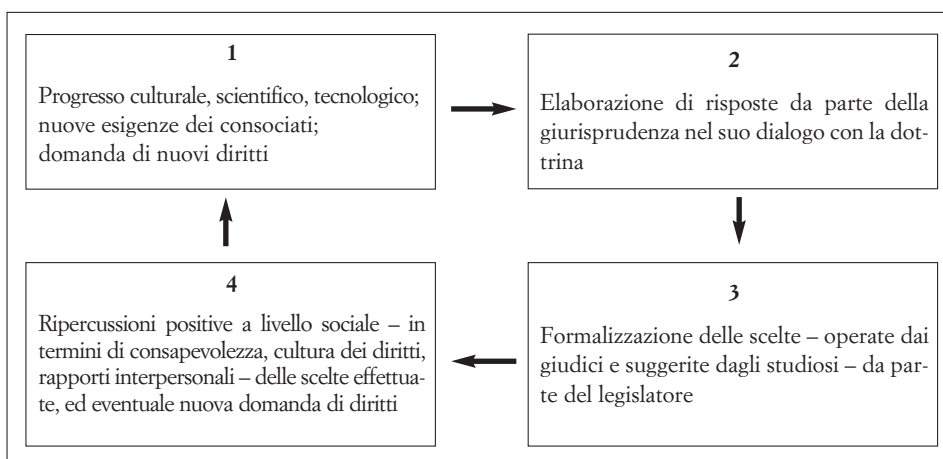 1
Progresso culturale, scientifico, tecnologico;
nuove esigenze dei consociati;
domanda di nuovi diritti
2
Elaborazione di risposte da parte della
giurisprudenza nel suo dialogo con la dot-
trina
3
Formalizzazione delle scelte – operate dai
giudici e suggerite dagli studiosi – da par-
te del legislatore
4
Ripercussioni positive a livello sociale – in
termini di consapevolezza, cultura dei diritti,
rapporti interpersonali – delle scelte effettua-
te, ed eventuale nuova domanda di diritti